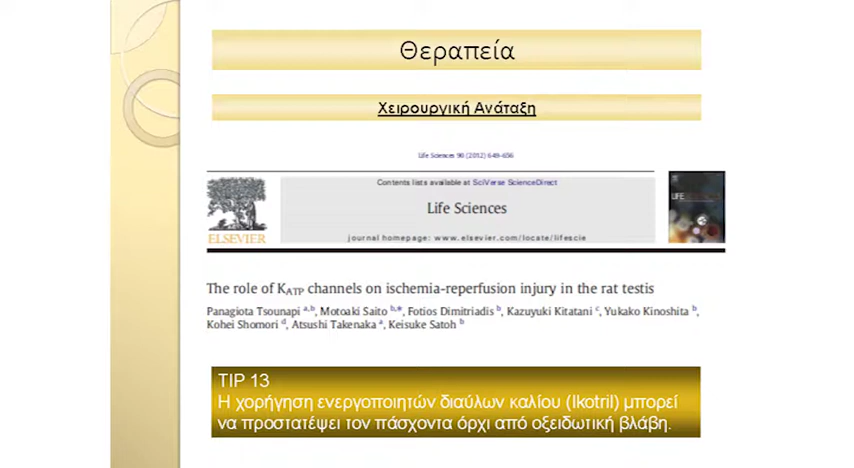 Θεραπεία
Χειρουργική Ανάταξη
Life Sciences 90 (2012) 649–656
Contents lists available at SciVerse ScienceDirect
Life Sciences
ELSEVIER
journal homepage: www.elsevier.com/locate/lifescie
LIFE
The role of KATP channels on ischemia-reperfusion injury in the rat testis
Panagiota Tsounapi a,b, Motoaki Saito b,*, Fotios Dimitriadis b, Kazuyuki Kitatani c, Yukako Kinoshita b,
Kohei Shomori d, Atsushi Takenaka a, Keisuke Satoh b
TIP 13
Η χορήγηση ενεργοποιητών διαύλων καλίου (Ikotril) μπορεί
να προστατέψει τον πάσχοντα όρχι από οξειδωτική βλάβη.